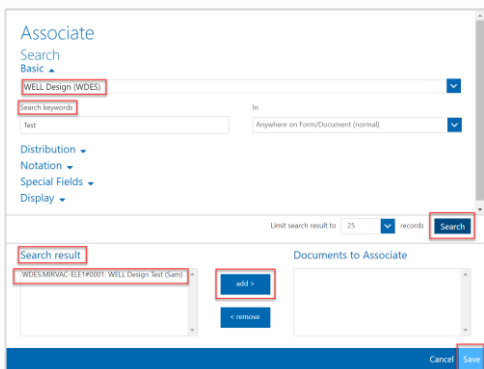 Associate
Search
Basic
WELL Design (WDES)
Search keywords In
Test Anywhere on Form/Document (normal)
Distribution
Notation
Special Fields
Display
Limit search result to 25 records Search
Search result Documents to Associate
WDES:MIRVAC-ELE1#0001: WELL Design Test (Sam)
add >
< remove
Cancel Save